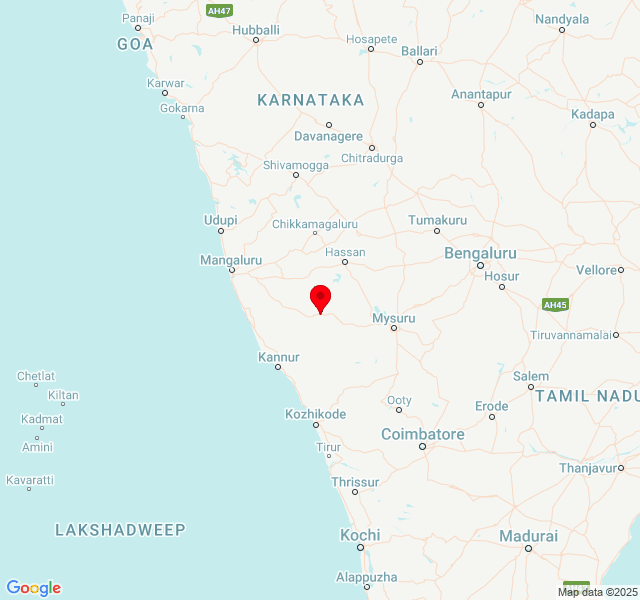 Panaji
AH47
Hubballi
Nandyala
GOA
Hosapete
Ballari
Karwar
KARNATAKA
Anantapur
Gokarna
Davanagere
Kadapa
Chitradurga
Shivamogga
Udupi
Chikkamagaluru
Tumakuru
Mangaluru
Hassan
Bengaluru
Vellore
Hosur
AH45
Mysuru
Tiruvannamalai
Kannur
Chetlat
Salem
Kiltan
TAMIL NADU
Ooty
Erode
Kadmat
Kozhikode
Coimbatore
Amini
Tirur
Thanjavur
Kavaratti
Thrissur
LAKSHADWEEP
Kochi
Madurai
Alappuzha
Google
Map data ©2025